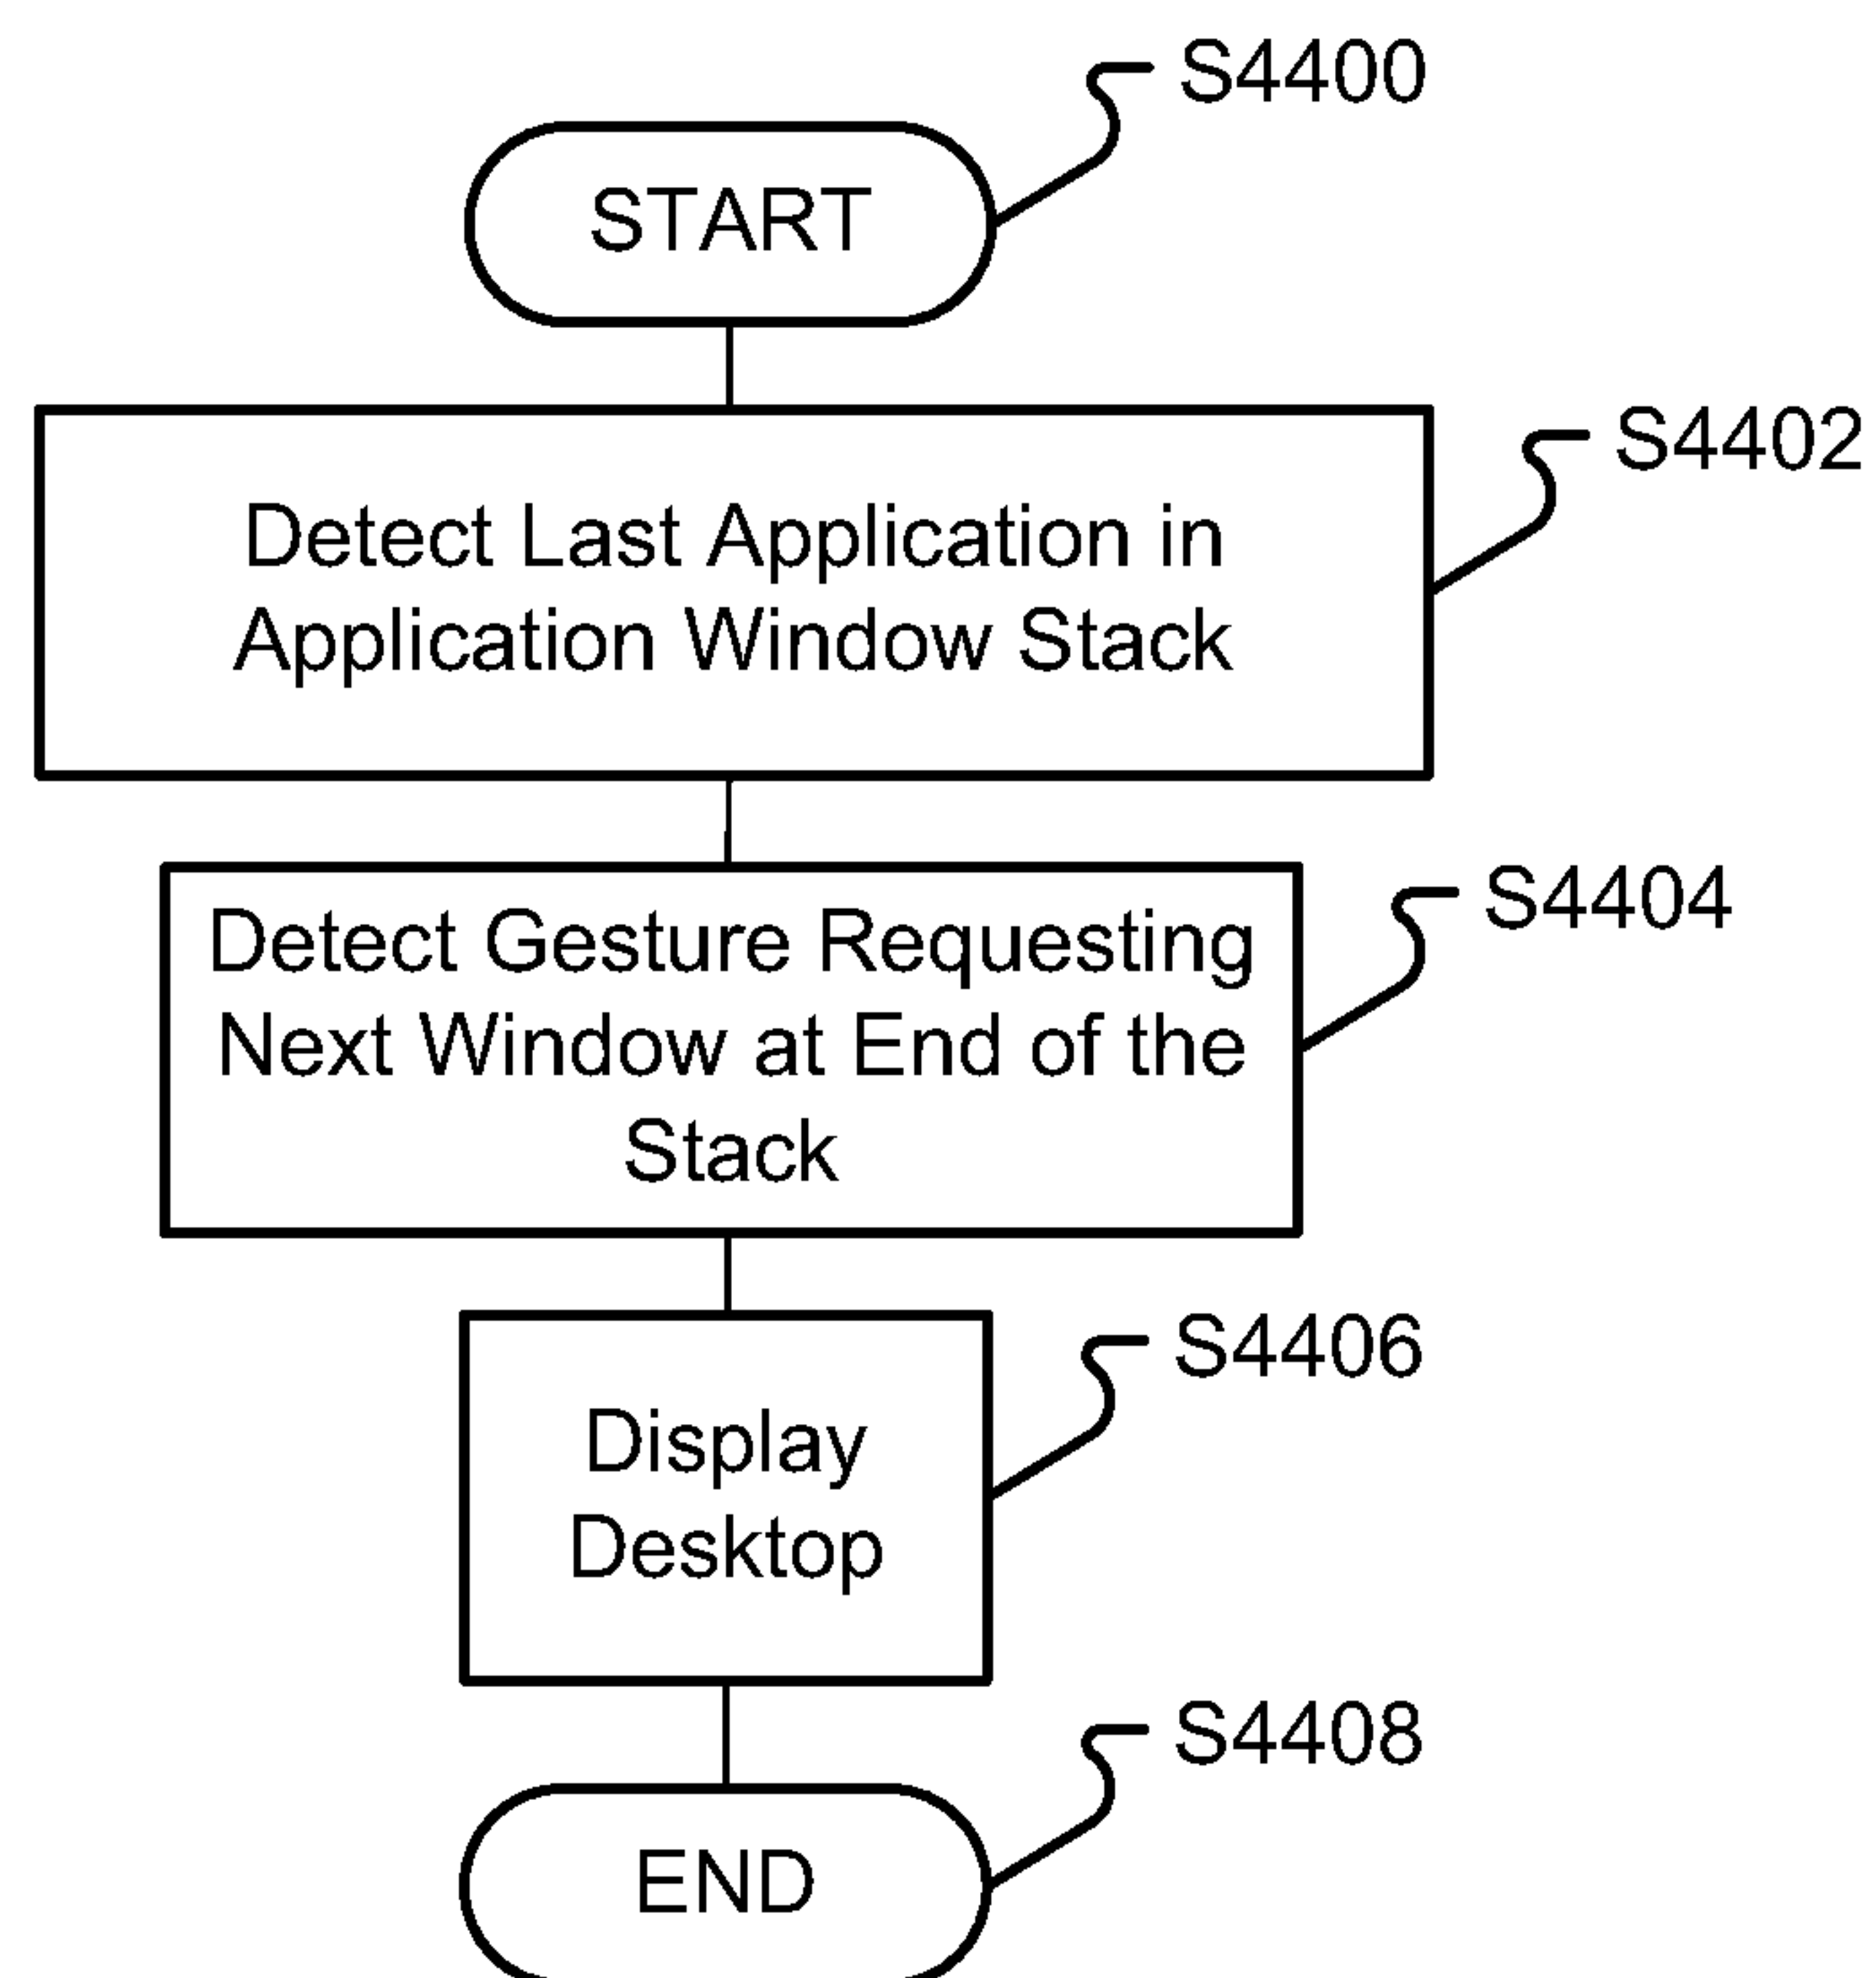 S4400
START
S4402
Detect Last Application in
Application Window Stack
S4404
Detect Gesture Requesting
Next Window at End of the
Stack
S4406
Display
Desktop
S4408
END